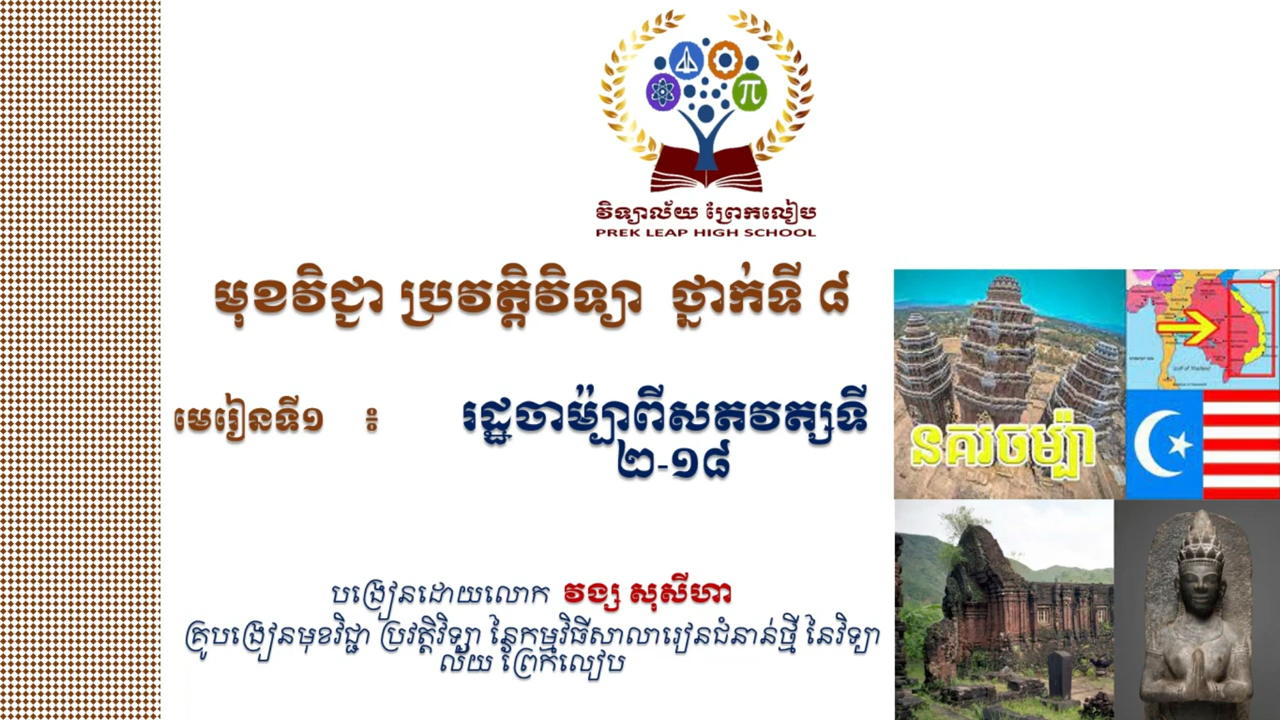 វិទ្យាល័យ ព្រែកលៀប
PREK LEAP HIGH SCHOOL
មុខវិជ្ជា ប្រវត្តិវិទ្យា ថ្នាក់ទី ៨
មេរៀនទី១ ៖ រដ្ឋចាម៉្បាពីសតវត្សទី
២-១៨
នគរចម្ប៉ា
បង្រៀនដោយលោក វង្ស សុសីហា
គ្រូបង្រៀនមុខវិជ្ជា ប្រវត្តិវិទ្យា នៃកម្មវិធីសាលារៀនជំនាន់ថ្មី នៃវិទ្យា
ល័យ ព្រែកលៀប